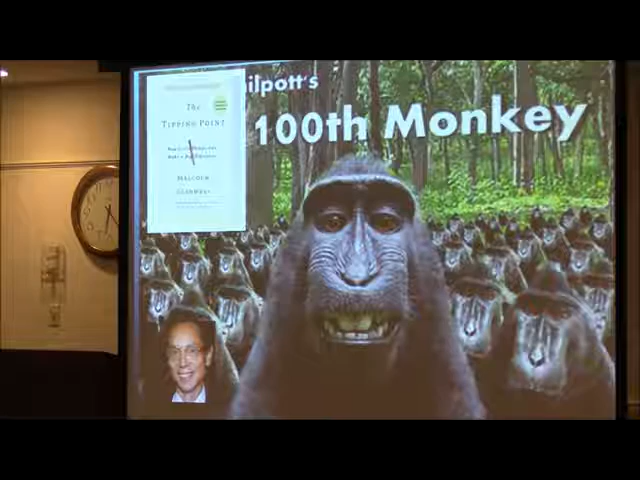 ilpott's
100th Monkey
The
TIPPING POINT
MALCOLM
GLADWELL